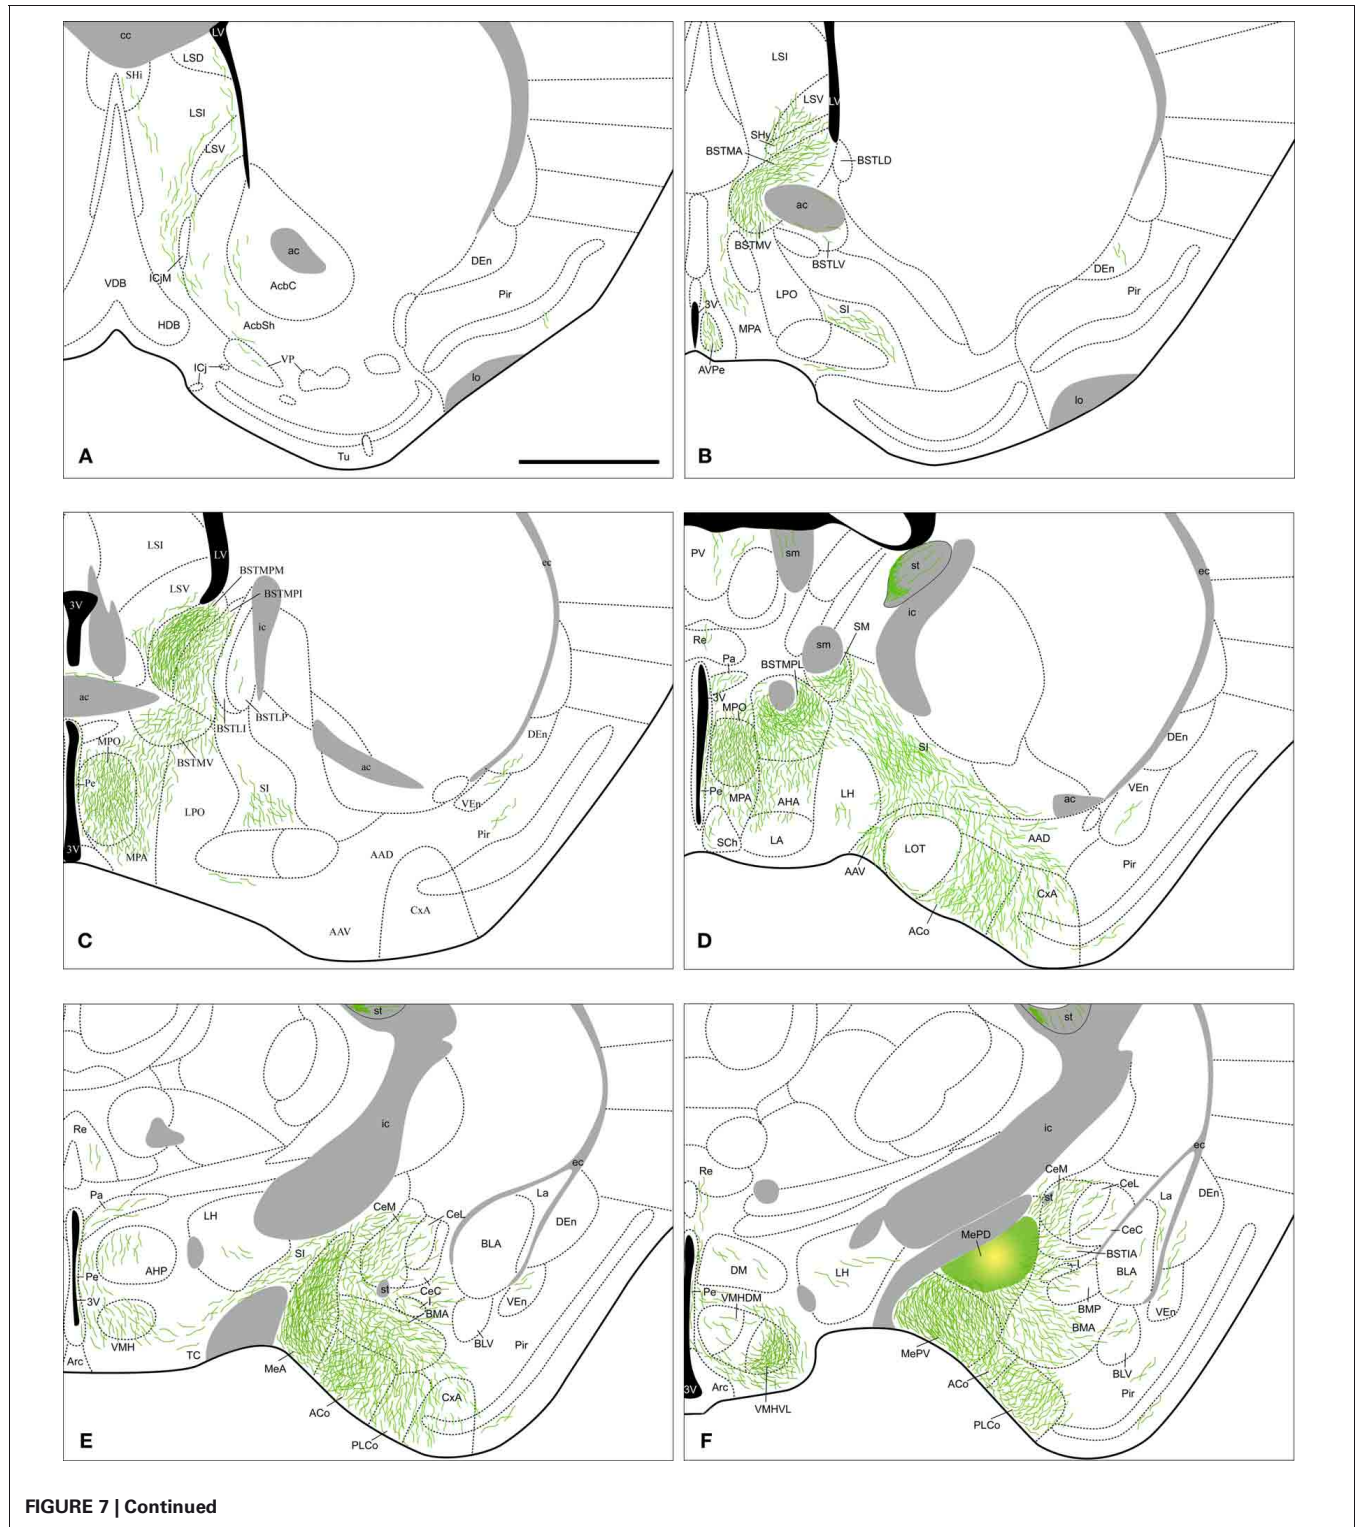 cc
LV
LSD
SHi
LSI
LSV
ac
ICjM
AcbC
DEn
VDB
Pir
HDB
AcbSh
VP
ICj
lo
Tu
A
LSI
LSV
LV
SHy
BSTMA
BSTLD
ac
BSTMV
BSTLV
DEn
LPO
Pir
3V
SI
MPA
AVPe
lo
B
LSI
LV
ec
BSTMPM
LSV
BSTMPI
3V
ic
ac
BSTLP
BSTLI
DEn
MPO
BSTMV
ac
Pe
SI
VEn
LPO
Pir
3V
MPA
AAD
CxA
AAV
C
PV
sm
st
ec
ic
SM
Re
sm
Pa
BSTMPL
3V
MPO
DEn
SI
VEn
Pe
MPA
AHA
LH
ac
SCh
LA
LOT
AAD
Pir
AAV
CxA
ACo
D
st
ic
Re
ec
Pa
La
CeM
LH
CeL
DEn
SI
BLA
AHP
Pe
st
CeC
3V
I
VEn
BMA
VMH
BLV
Pir
TC
Arc
MeA
CxA
ACo
PLCo
E
st
ic
ec
Re
CeM
CeL
st
La
DEn
CeC
MePD
BSTIA
DM
LH
I
BLA
Pe
VMHDM
BMP
VEn
BMA
MePV
BLV
ACo
Arc
3V
Pir
VMHVL
PLCo
F
FIGURE 7 | Continued